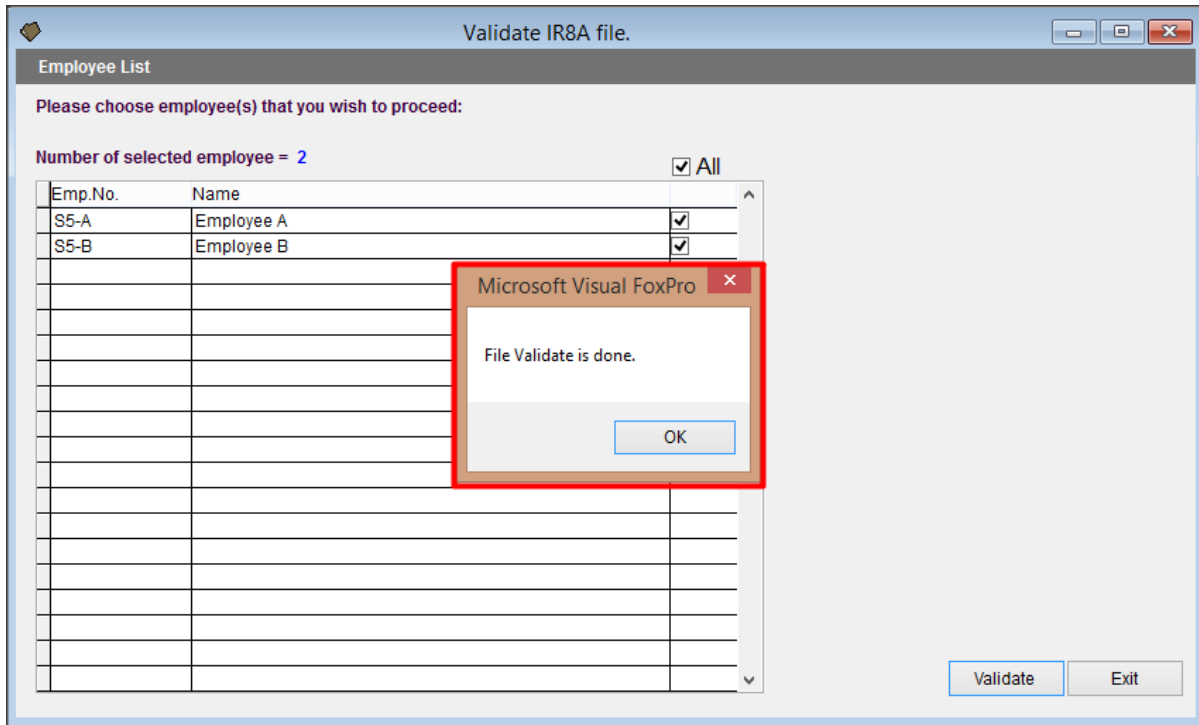 Validate IR8A file.
Employee List
Please choose employee(s) that you wish to proceed:
Number of selected employee = 2
All
Emp.No. Name
S5-A Employee A
S5-B Employee B
Microsoft Visual FoxPro
File Validate is done.
OK
Validate Exit